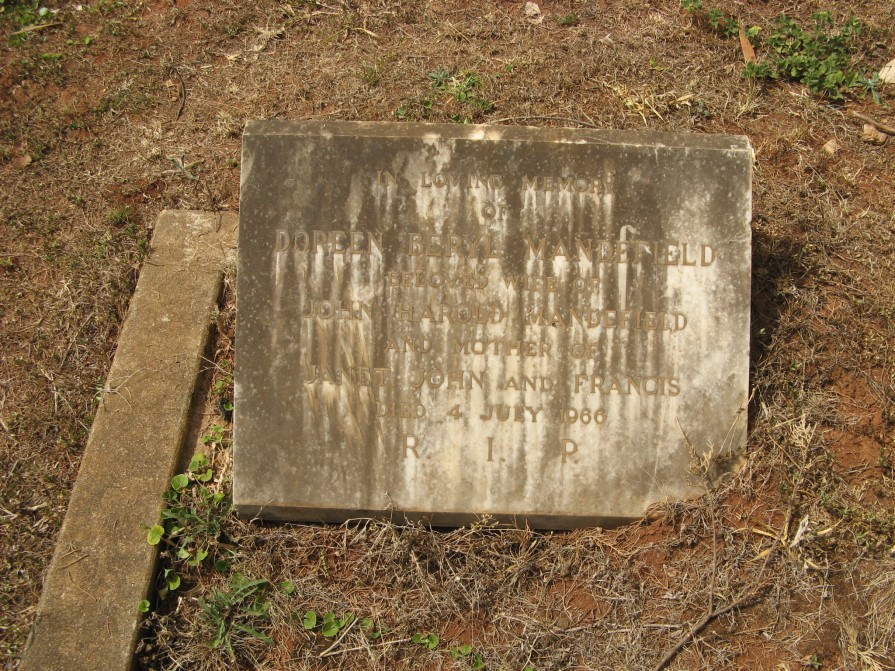 IN LOVING MEMORY
OF
DOREEN BERYL MANDEFIELD
BELOVED WIFE OF
JOHN HAROLD MANDEFIELD
AND MOTHER OF
JANET JOHN AND FRANCIS
DIED 4 JULY 1966
R. I. P.